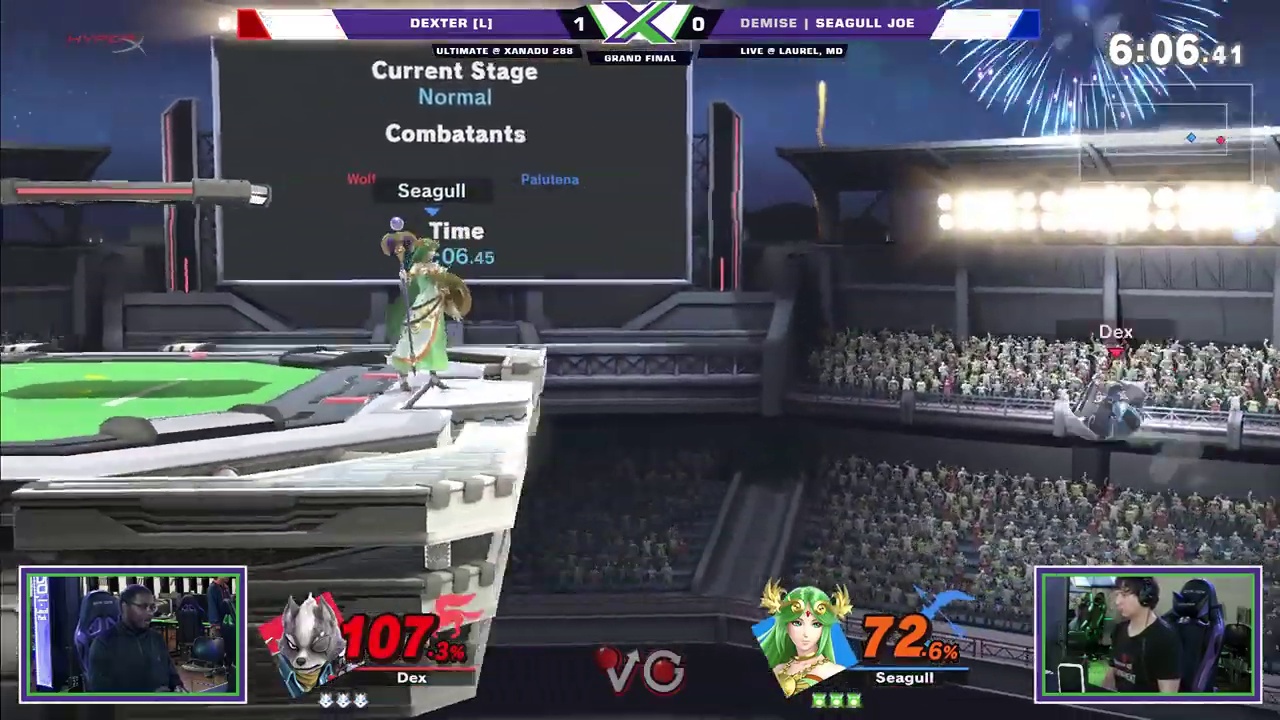 DEXTER [L] 1 0 DEMISE | SEAGULL JOE
ULTIMATE @ XANADU 288 GRAND FINAL LIVE @ LAUREL, MD
HYPERX
6:06.41
Current Stage
Normal
Combatants
Wolf Palutena
Seagull
Time
:06.45
Dex
107.3%
Dex
72.6%
Seagull